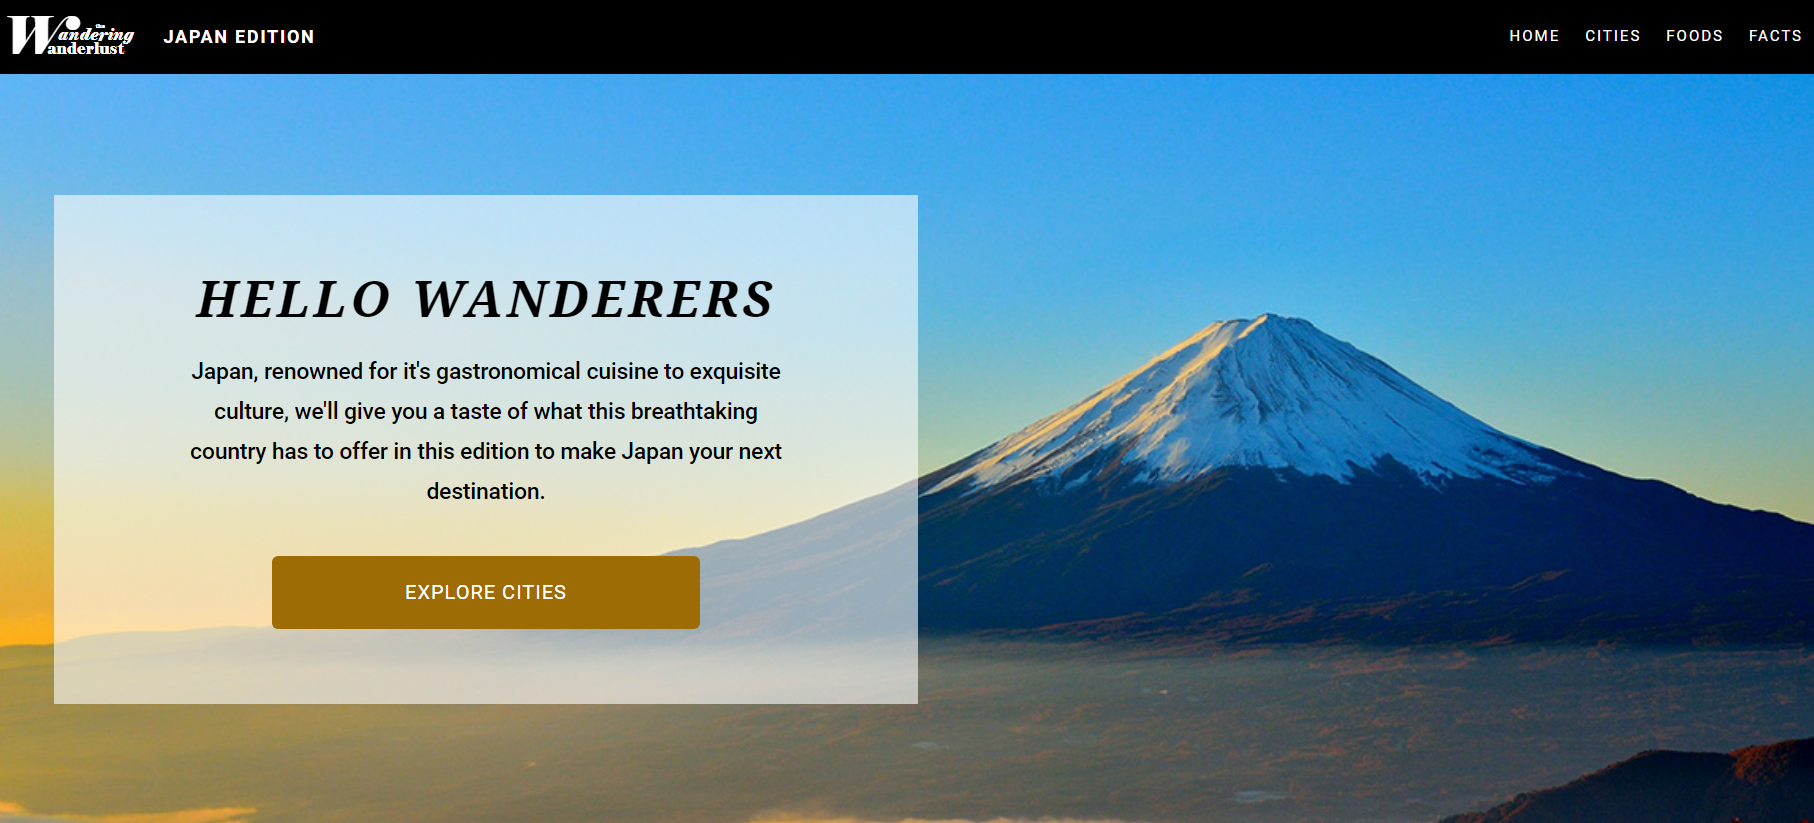 the
Wandering
Wanderlust
JAPAN EDITION
HOME CITIES FOODS FACTS
HELLO WANDERERS
Japan, renowned for it's gastronomical cuisine to exquisite
culture, we'll give you a taste of what this breathtaking
country has to offer in this edition to make Japan your next
destination.
EXPLORE CITIES